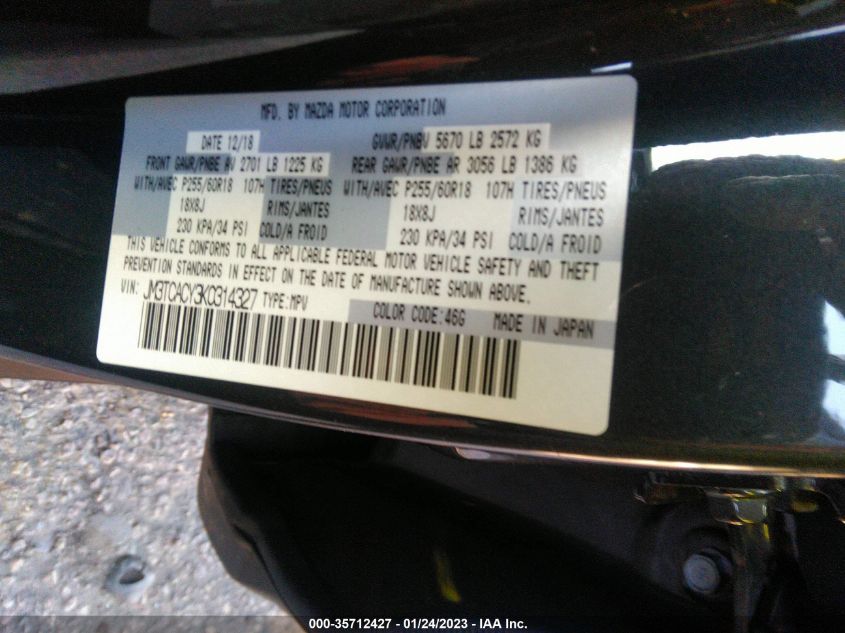 MFD. BY MAZDA MOTOR CORPORATION
DATE 12/18 GVWR/PNBV 5670 LB 2572 KG
FRONT GAWR/PNBE AV 2701 LB 1225 KG REAR GAWR/PNBE AR 3056 LB 1386 KG
WITH/AVEC P255/60R18 107H TIRES/PNEUS WITH/AVEC P255/60R18 107H TIRES/PNEUS
18X8J RIMS/JANTES 18X8J RIMS/JANTES
230 KPA/34 PSI COLD/A FROID 230 KPA/34 PSI COLD/A FROID
THIS VEHICLE CONFORMS TO ALL APPLICABLE FEDERAL MOTOR VEHICLE SAFETY AND THEFT
PREVENTION STANDARDS IN EFFECT ON THE DATE OF MANUFACTURE SHOWN ABOVE.
VIN: JM3TCACY3K0314327 TYPE:MPV
COLOR CODE:46G MADE IN JAPAN
000-35712427 - 01/24/2023 - IAA Inc.